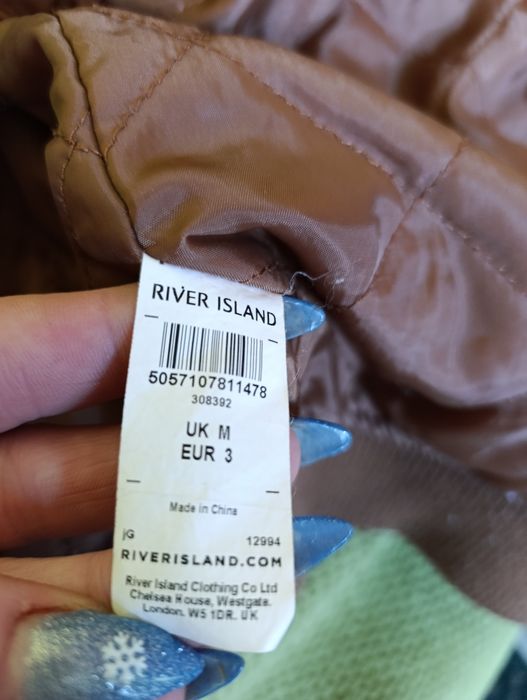 RIVER ISLAND
5057107811478
308392
UK M
EUR 3
Made in China
jG 12994
RIVERISLAND.COM
River Island Clothing Co Ltd
Chelsea House, Westgate.
London. W5 1DR. UK